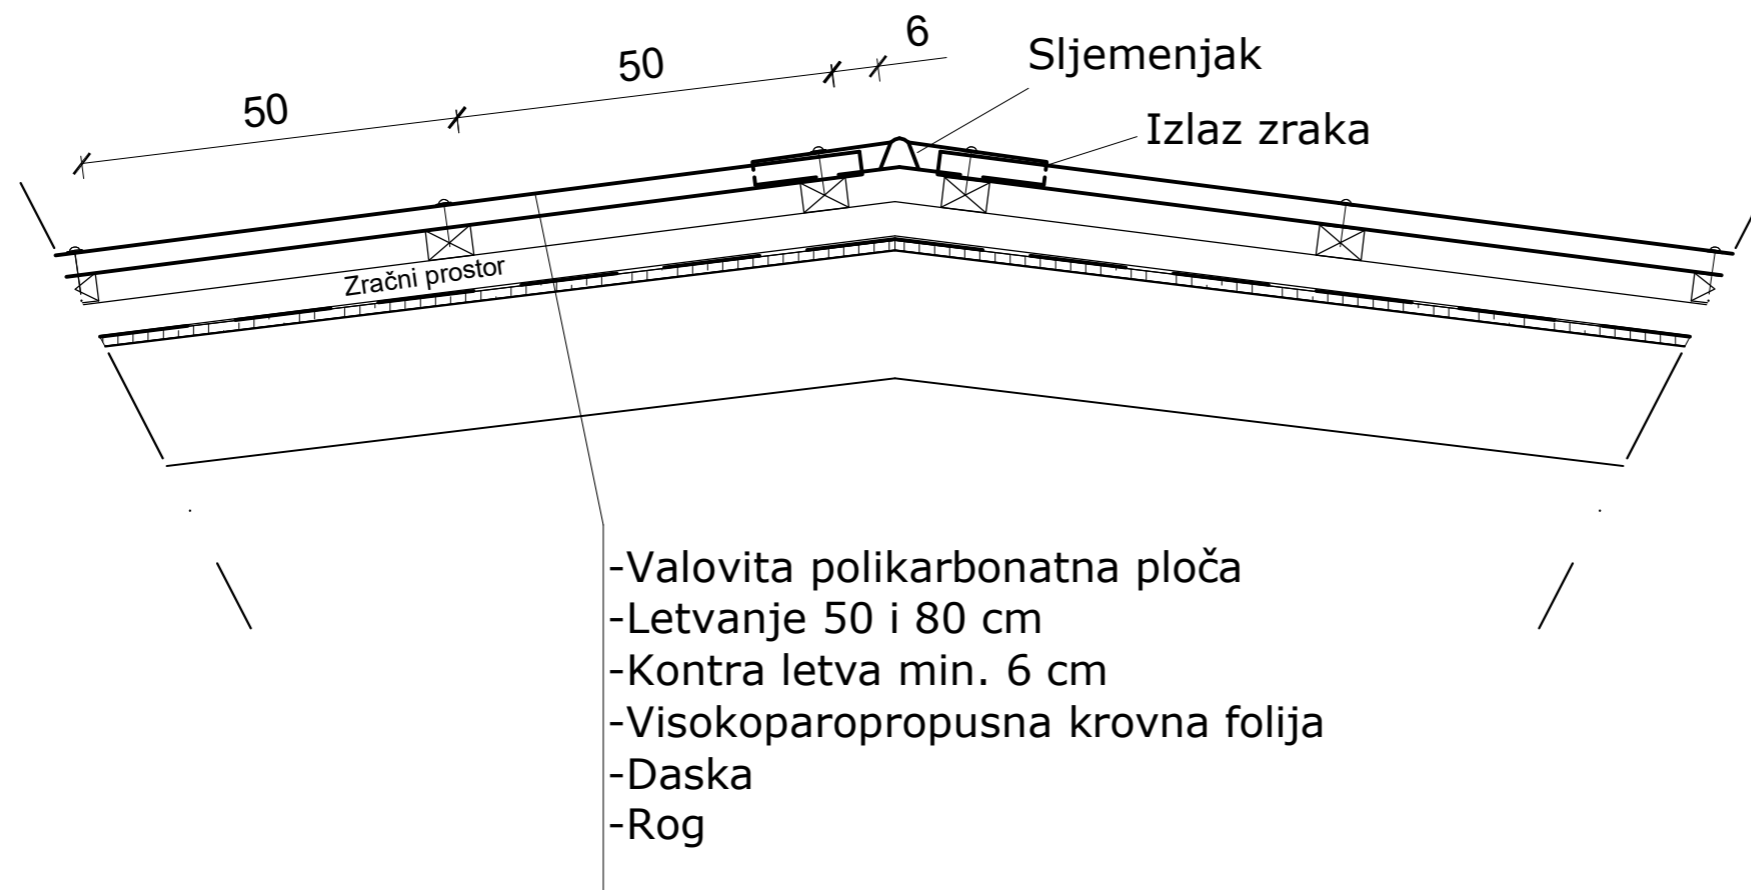 6
50
50
Sljemenjak
Izlaz zraka
Zračni prostor
-Valovita polikarbonatna ploča
-Letvanje 50 i 80 cm
-Kontra letva min. 6 cm
-Visokoparopropusna krovna folija
-Daska
-Rog